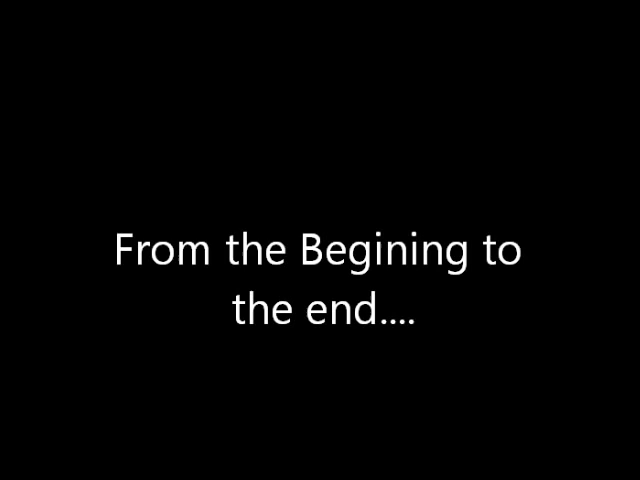 From the Begining to
the end....